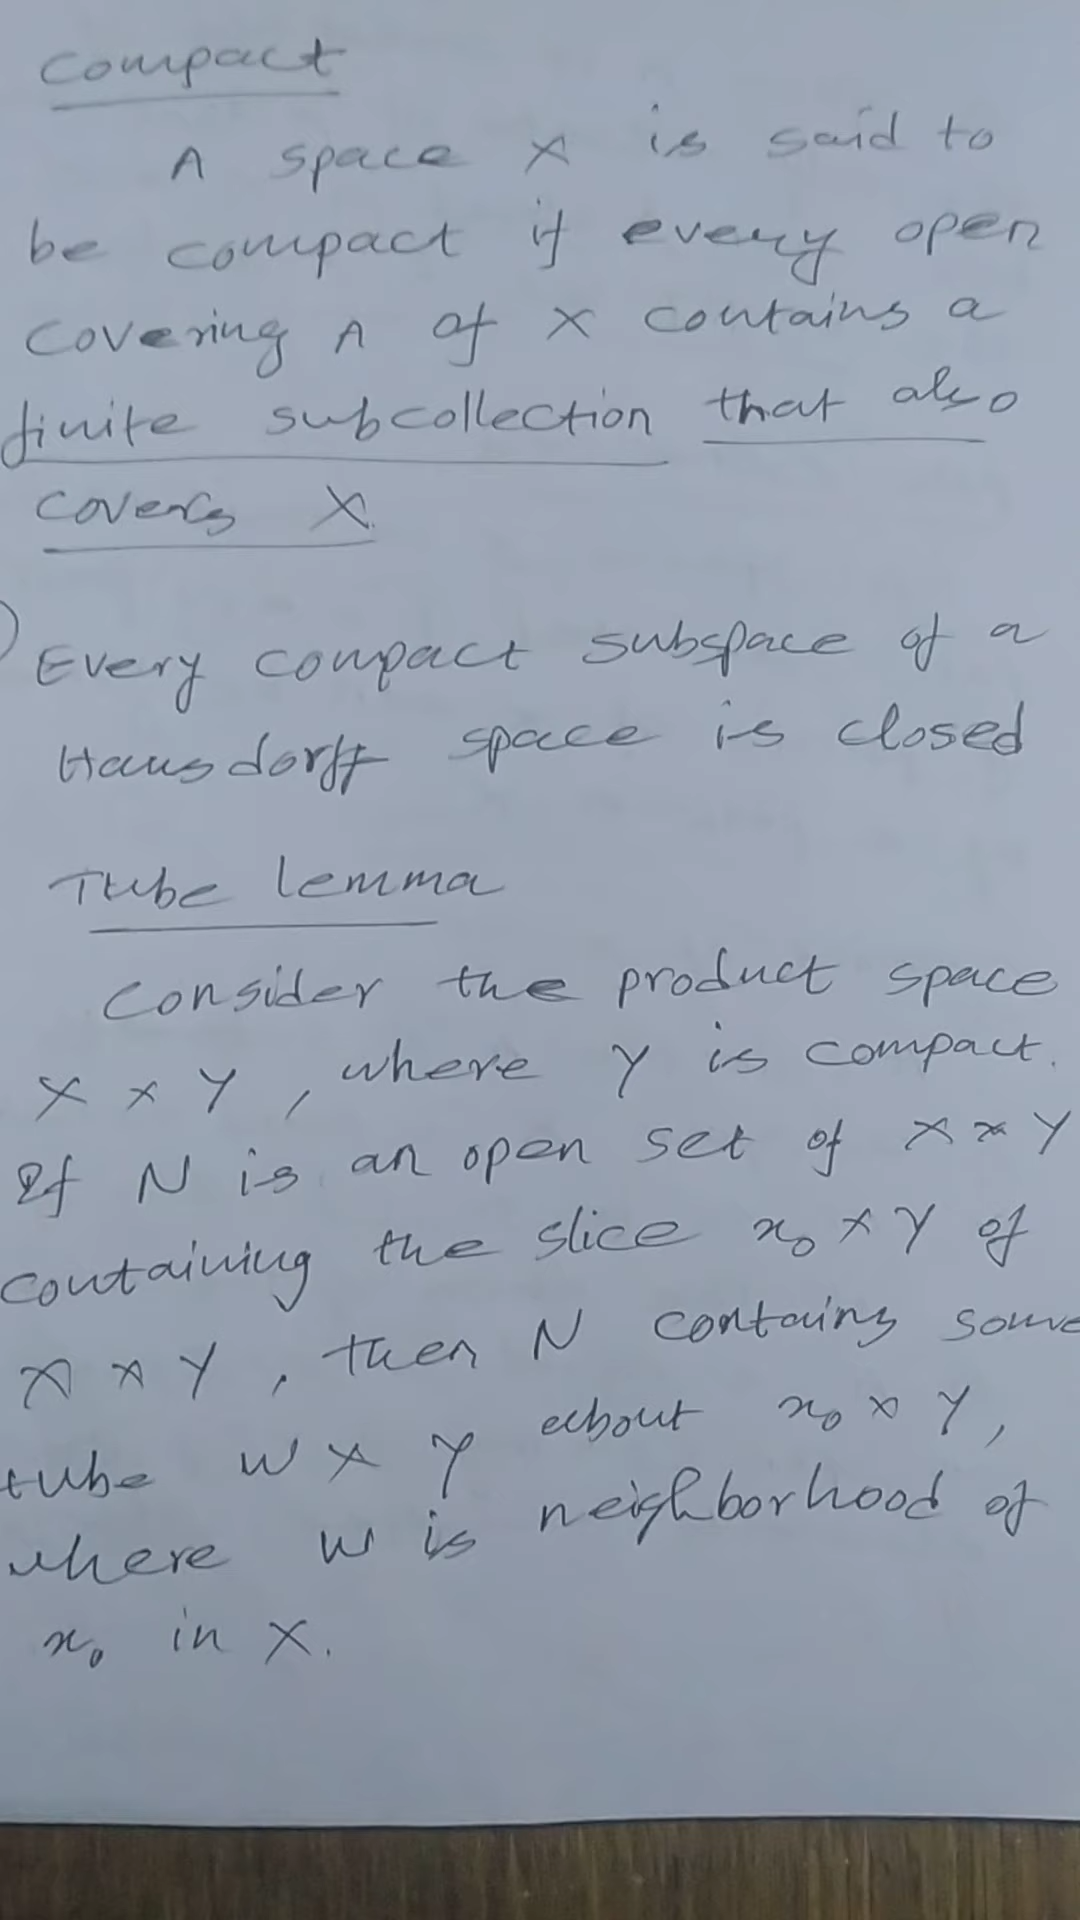 compact
A space X is said to
be compact if every open
covering A of X contains a
finite subcollection that also
covers X
Every compact subspace of a
Hausdorff space is closed
Tube lemma
Consider the product space
X x Y, where Y is compact.
If N is an open set of X x Y
containing the slice x₀ x Y of
X x Y, then N contains some
tube W x Y about x₀ x Y,
where W is neighborhood of
x₀ in X.